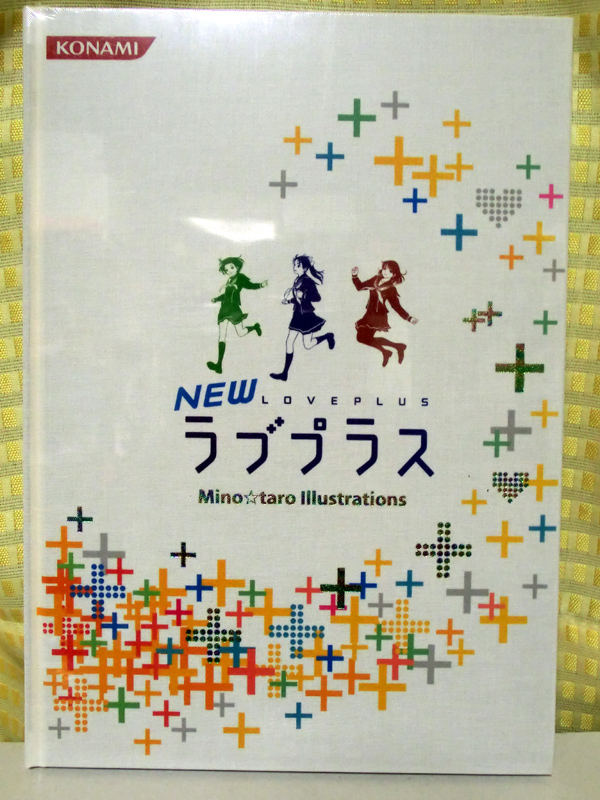 KONAMI
NEW LOVEPLUS
ラブプラス
Mino☆taro Illustrations